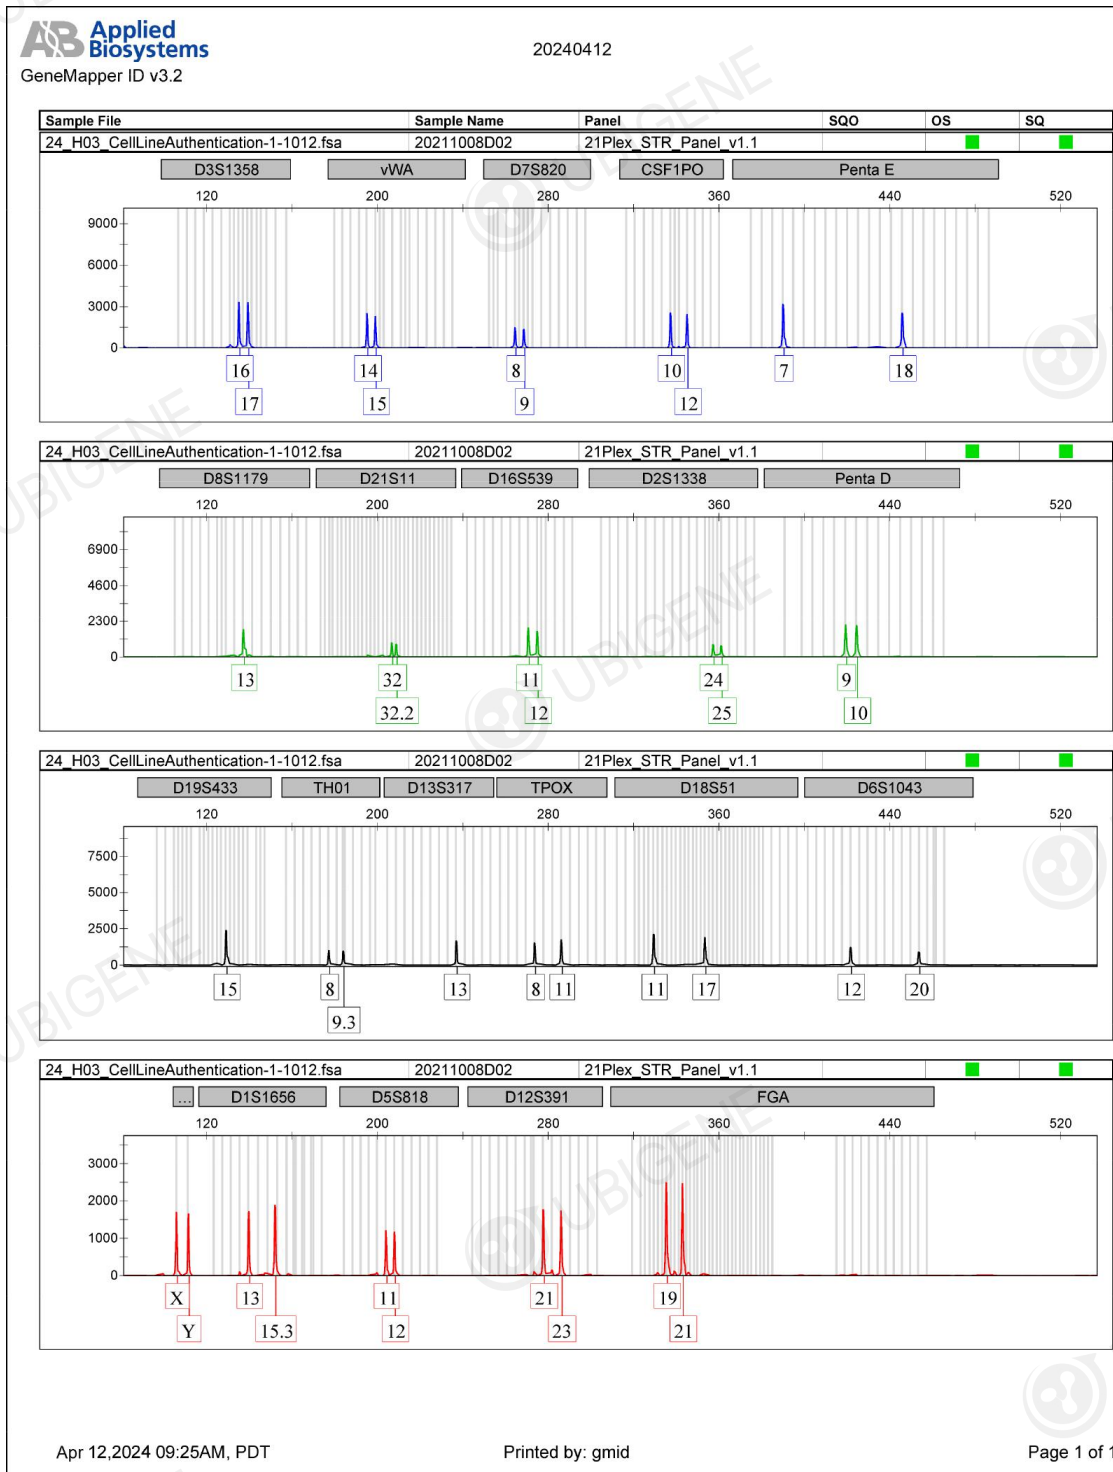 AB Applied Biosystems
GeneMapper ID v3.2
20240412
Sample File Sample Name Panel SQO OS SQ
24_H03_CellLineAuthentication-1-1012.fsa 20211008D02 21Plex_STR_Panel_v1.1
D3S1358 vWA D7S820 CSF1PO Penta E
120 200 280 360 440 520
9000
6000
3000
0
16 14 8 10 7 18
17 15 9 12
24_H03_CellLineAuthentication-1-1012.fsa 20211008D02 21Plex_STR_Panel_v1.1
D8S1179 D21S11 D16S539 D2S1338 Penta D
120 200 280 360 440 520
6900
4600
2300
0
13 32 11 24 9
32.2 12 25 10
24_H03_CellLineAuthentication-1-1012.fsa 20211008D02 21Plex_STR_Panel_v1.1
D19S433 TH01 D13S317 TPOX D18S51 D6S1043
120 200 280 360 440 520
7500
5000
2500
0
15 8 13 8 11 11 17 12 20
9.3
24_H03_CellLineAuthentication-1-1012.fsa 20211008D02 21Plex_STR_Panel_v1.1
... D1S1656 D5S818 D12S391 FGA
120 200 280 360 440 520
3000
2000
1000
0
X 13 11 21 19
Y 15.3 12 23 21
Apr 12,2024 09:25AM, PDT Printed by: gmid Page 1 of 1
UBIGENE
UBIGENE
UBIGENE
UBIGENE
UBIGENE